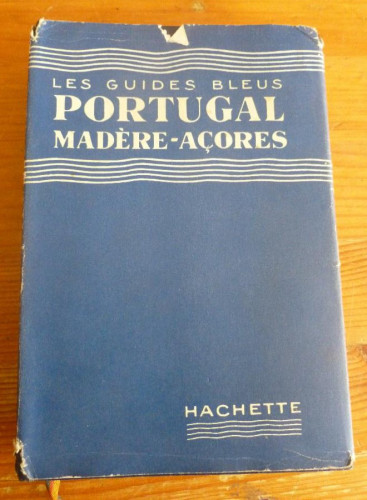 LES GUIDES BLEUS
PORTUGAL
MADÈRE-AÇORES
HACHETTE